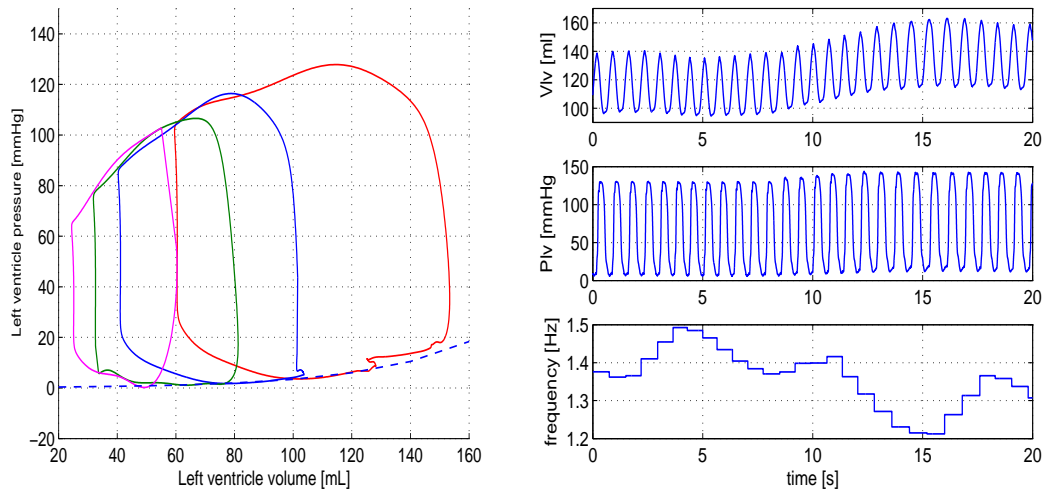 Left ventricle pressure [mmHg]
140
120
100
80
60
40
20
0
−20
20 40 60 80 100 120 140 160
Left ventricle volume [mL]
Vlv [ml]
160
140
120
100
0 5 10 15 20
Plv [mmHg
150
100
50
0
0 5 10 15 20
frequency [Hz]
1.5
1.4
1.3
1.2
0 5 10 15 20
time [s]